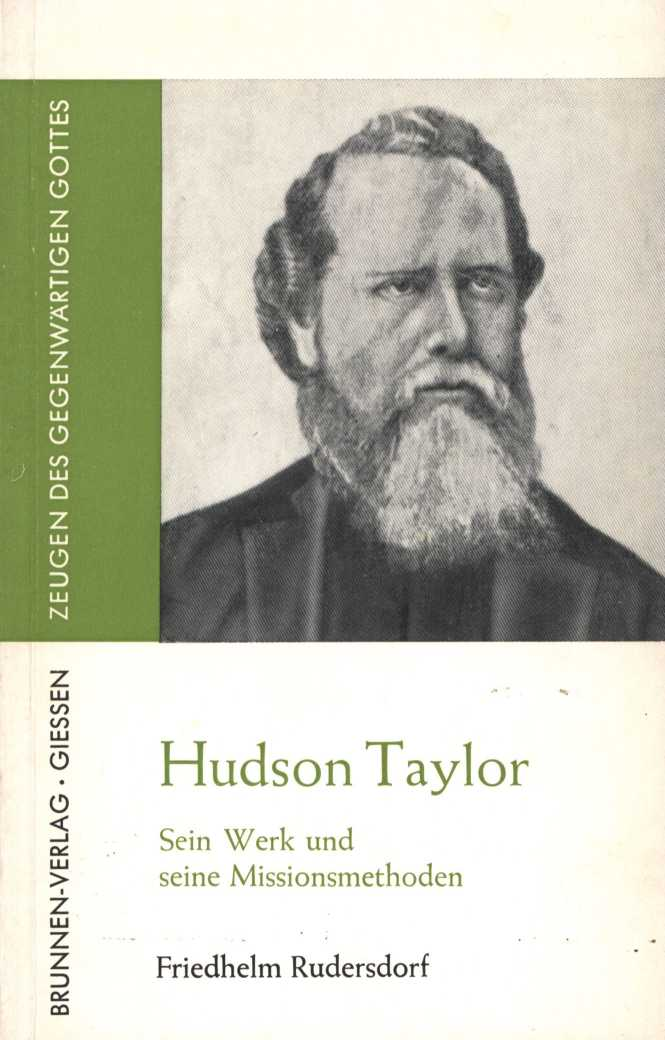 ZEUGEN DES GEGENWÄRTIGEN GOTTES
BRUNNEN-VERLAG · GIESSEN
Hudson Taylor
Sein Werk und
seine Missionsmethoden
Friedhelm Rudersdorf